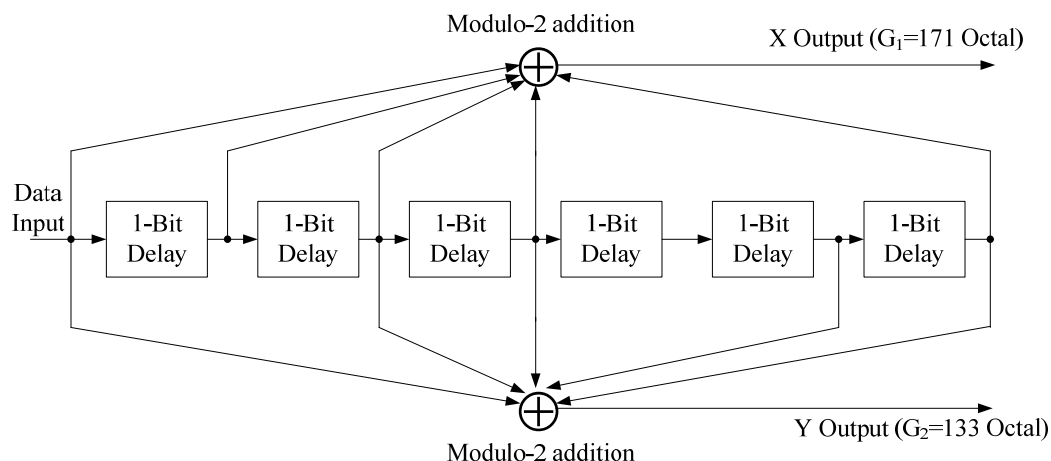 Modulo-2 addition
X Output (G₁=171 Octal)
Data
Input
1-Bit
Delay
1-Bit
Delay
1-Bit
Delay
1-Bit
Delay
1-Bit
Delay
1-Bit
Delay
Y Output (G₂=133 Octal)
Modulo-2 addition